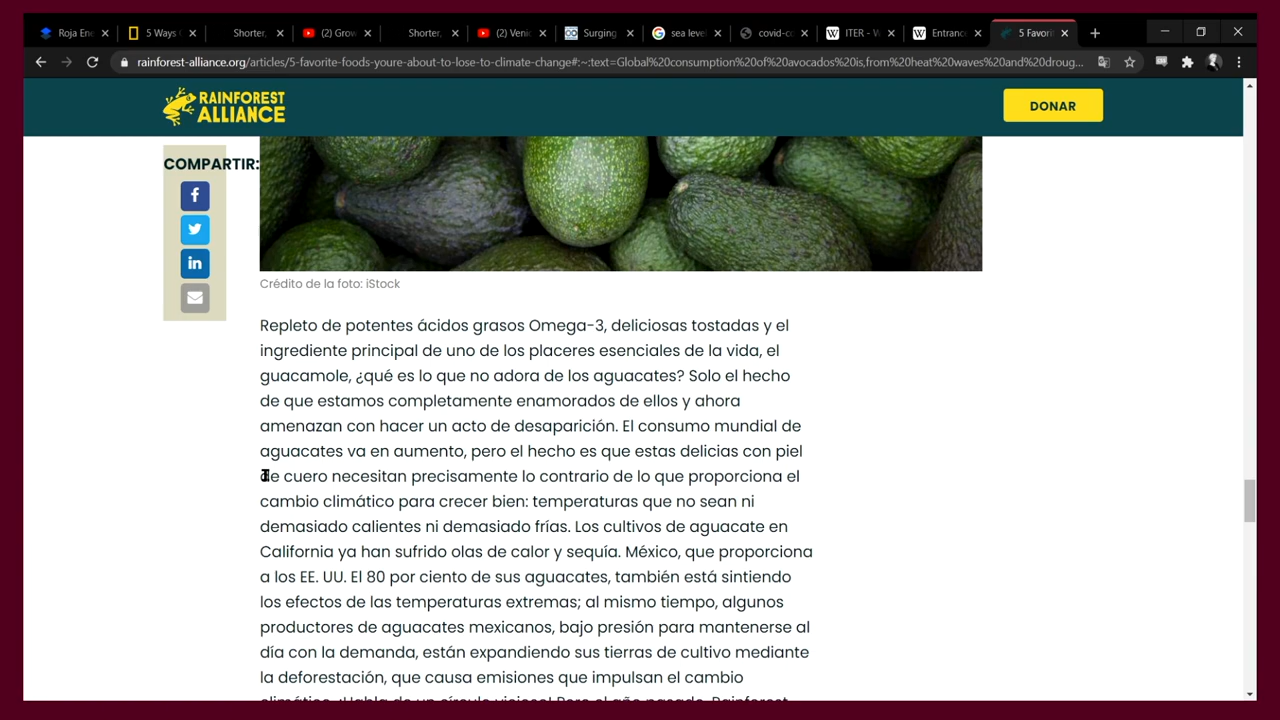 Roja Ene
5 Ways
Shorter,
(2) Grow
Shorter,
(2) Venic
Surging
sea level
covid-co
ITER - W
Entrance
5 Favori
rainforest-alliance.org/articles/5-favorite-foods-youre-about-to-lose-to-climate-change#:~:text=Global%20consumption%20of%20avocados%20is,from%20heat%20waves%20and%20droug...
RAINFOREST
ALLIANCE
DONAR
COMPARTIR:
Crédito de la foto: iStock
Repleto de potentes ácidos grasos Omega-3, deliciosas tostadas y el
ingrediente principal de uno de los placeres esenciales de la vida, el
guacamole, ¿qué es lo que no adora de los aguacates? Solo el hecho
de que estamos completamente enamorados de ellos y ahora
amenazan con hacer un acto de desaparición. El consumo mundial de
aguacates va en aumento, pero el hecho es que estas delicias con piel
de cuero necesitan precisamente lo contrario de lo que proporciona el
cambio climático para crecer bien: temperaturas que no sean ni
demasiado calientes ni demasiado frías. Los cultivos de aguacate en
California ya han sufrido olas de calor y sequía. México, que proporciona
a los EE. UU. El 80 por ciento de sus aguacates, también está sintiendo
los efectos de las temperaturas extremas; al mismo tiempo, algunos
productores de aguacates mexicanos, bajo presión para mantenerse al
día con la demanda, están expandiendo sus tierras de cultivo mediante
la deforestación, que causa emisiones que impulsan el cambio